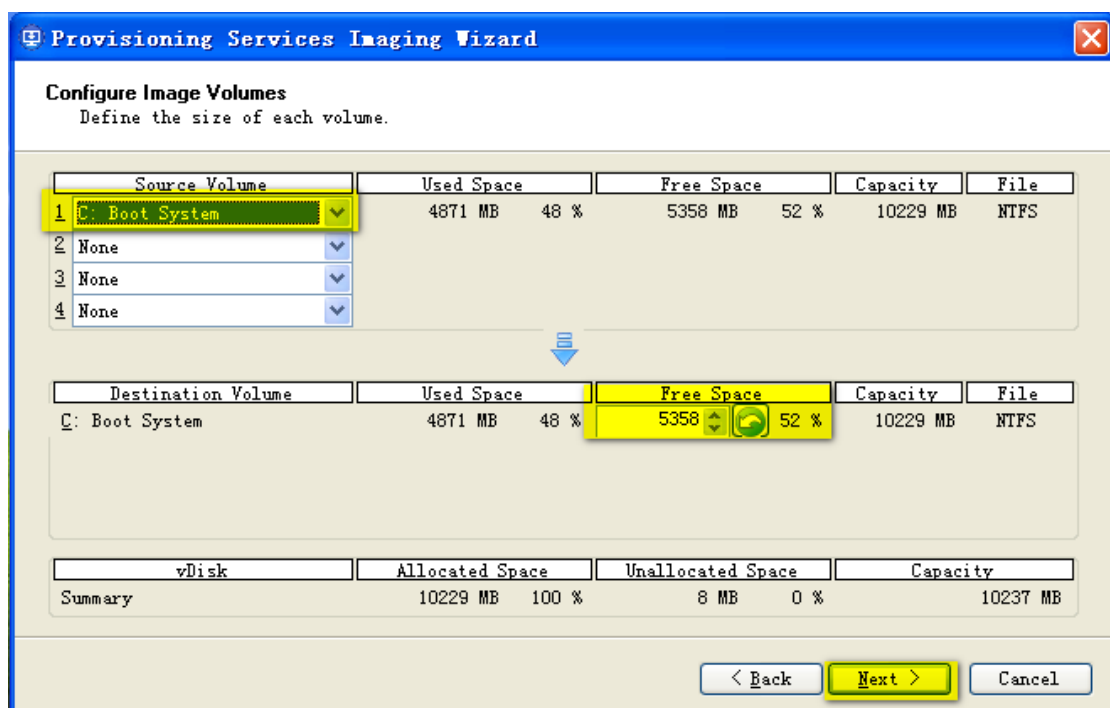 Provisioning Services Imaging Wizard
Configure Image Volumes
Define the size of each volume.
Source Volume Used Space Free Space Capacity File
1 C: Boot System 4871 MB 48 % 5358 MB 52 % 10229 MB NTFS
2 None
3 None
4 None
Destination Volume Used Space Free Space Capacity File
C: Boot System 4871 MB 48 % 5358 52 % 10229 MB NTFS
vDisk Allocated Space Unallocated Space Capacity
Summary 10229 MB 100 % 8 MB 0 % 10237 MB
< Back Next > Cancel